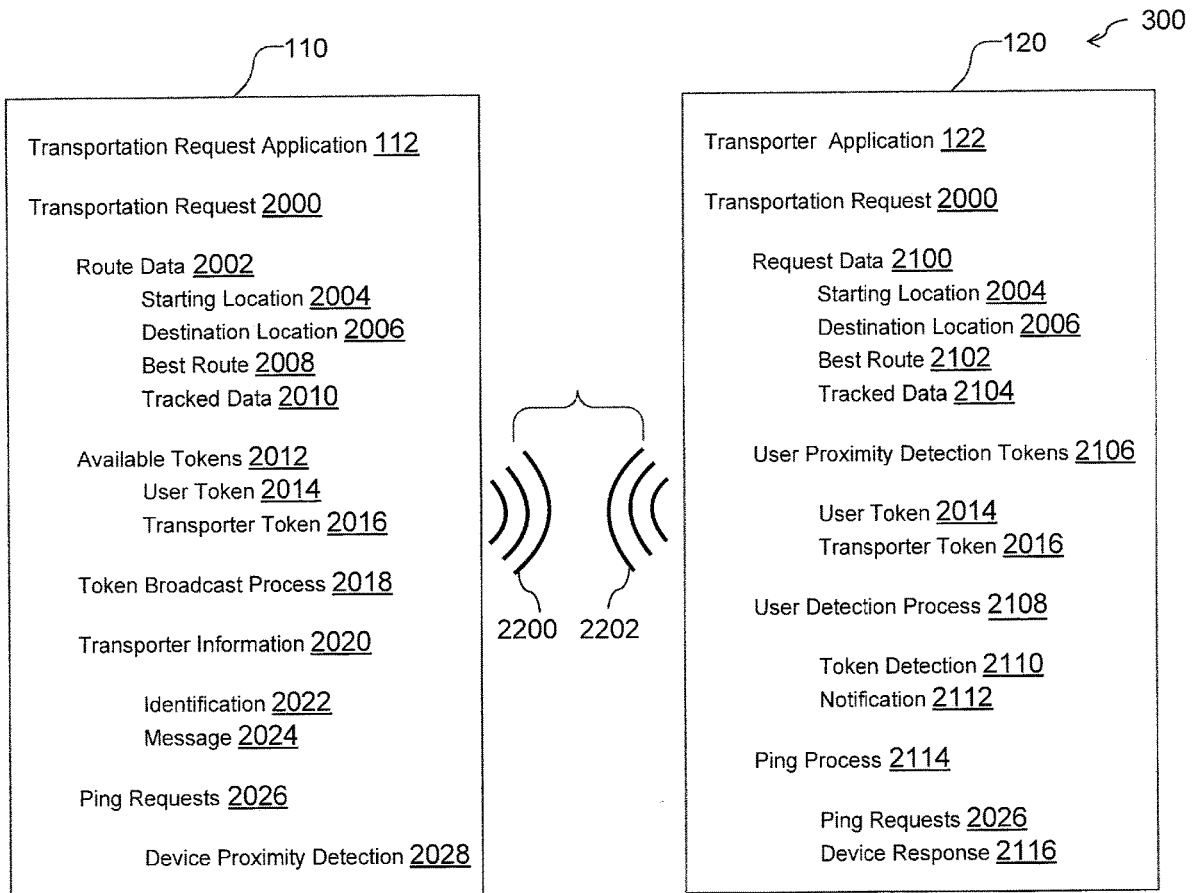 300
110
120
Transportation Request Application 112
Transportation Request 2000
Route Data 2002
Starting Location 2004
Destination Location 2006
Best Route 2008
Tracked Data 2010
Available Tokens 2012
User Token 2014
Transporter Token 2016
Token Broadcast Process 2018
Transporter Information 2020
Identification 2022
Message 2024
Ping Requests 2026
Device Proximity Detection 2028
2200 2202
Transporter Application 122
Transportation Request 2000
Request Data 2100
Starting Location 2004
Destination Location 2006
Best Route 2102
Tracked Data 2104
User Proximity Detection Tokens 2106
User Token 2014
Transporter Token 2016
User Detection Process 2108
Token Detection 2110
Notification 2112
Ping Process 2114
Ping Requests 2026
Device Response 2116